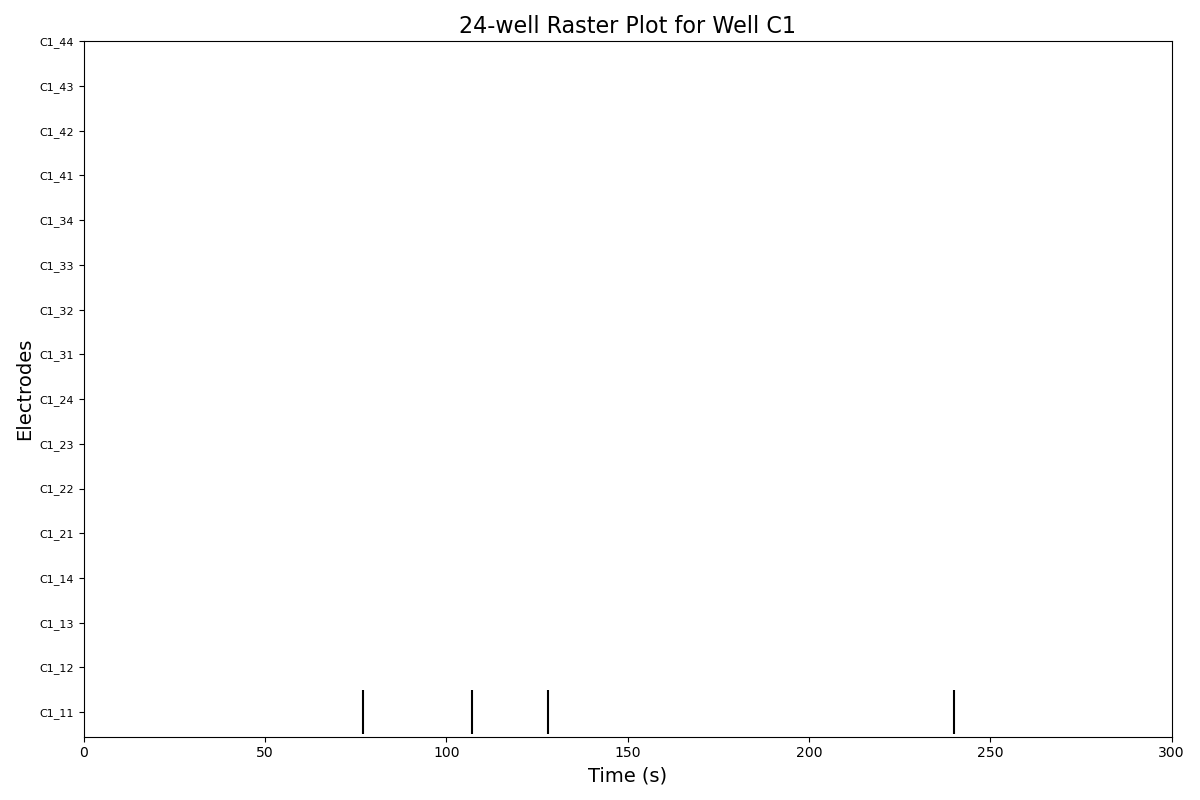 24-well Raster Plot for Well C1
C1_44
C1_43
C1_42
C1_41
C1_34
C1_33
C1_32
C1_31
C1_24
C1_23
C1_22
C1_21
C1_14
C1_13
C1_12
C1_11
Electrodes
0 50 100 150 200 250 300
Time (s)